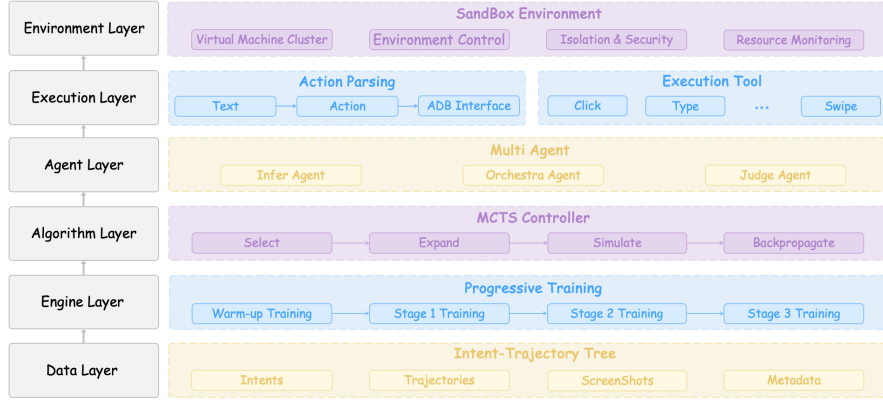 Environment Layer
SandBox Environment
Virtual Machine Cluster
Environment Control
Isolation & Security
Resource Monitoring
Execution Layer
Action Parsing
Text
Action
ADB Interface
Execution Tool
Click
Type
...
Swipe
Agent Layer
Multi Agent
Infer Agent
Orchestra Agent
Judge Agent
Algorithm Layer
MCTS Controller
Select
Expand
Simulate
Backpropagate
Engine Layer
Progressive Training
Warm-up Training
Stage 1 Training
Stage 2 Training
Stage 3 Training
Data Layer
Intent-Trajectory Tree
Intents
Trajectories
ScreenShots
Metadata